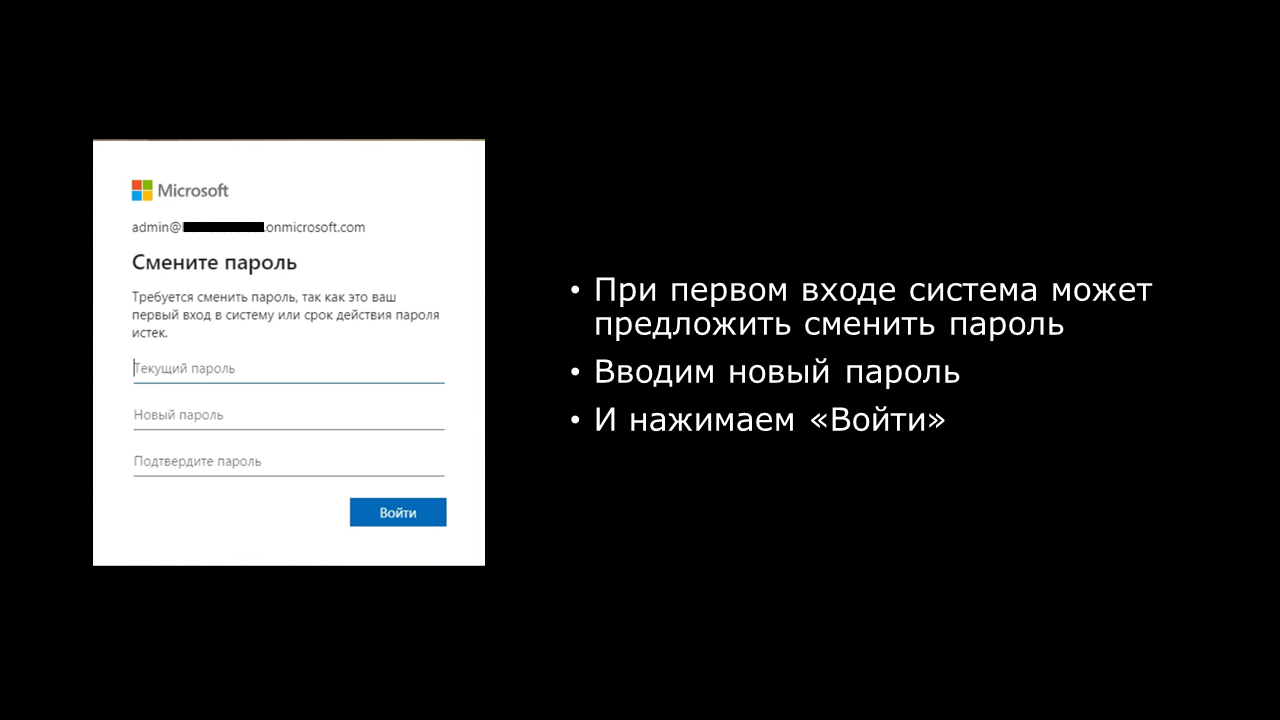 Microsoft
admin@ .onmicrosoft.com
Смените пароль
Требуется сменить пароль, так как это ваш
первый вход в систему или срок действия пароля
истек.
Текущий пароль
Новый пароль
Подтвердите пароль
Войти
• При первом входе система может
предложить сменить пароль
• Вводим новый пароль
• И нажимаем «Войти»